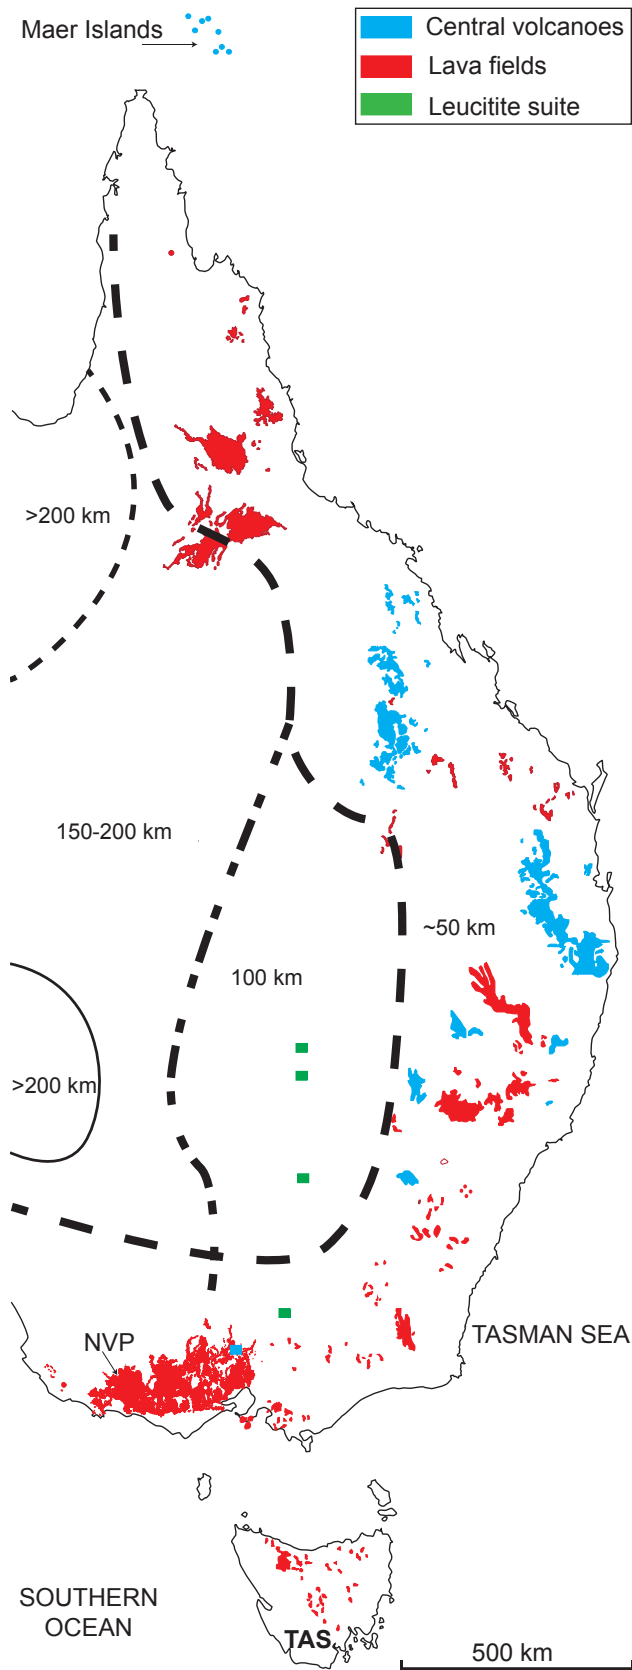 Maer Islands
Central volcanoes
Lava fields
Leucitite suite
>200 km
150-200 km
~50 km
100 km
>200 km
NVP
TASMAN SEA
SOUTHERN
OCEAN
TAS
500 km